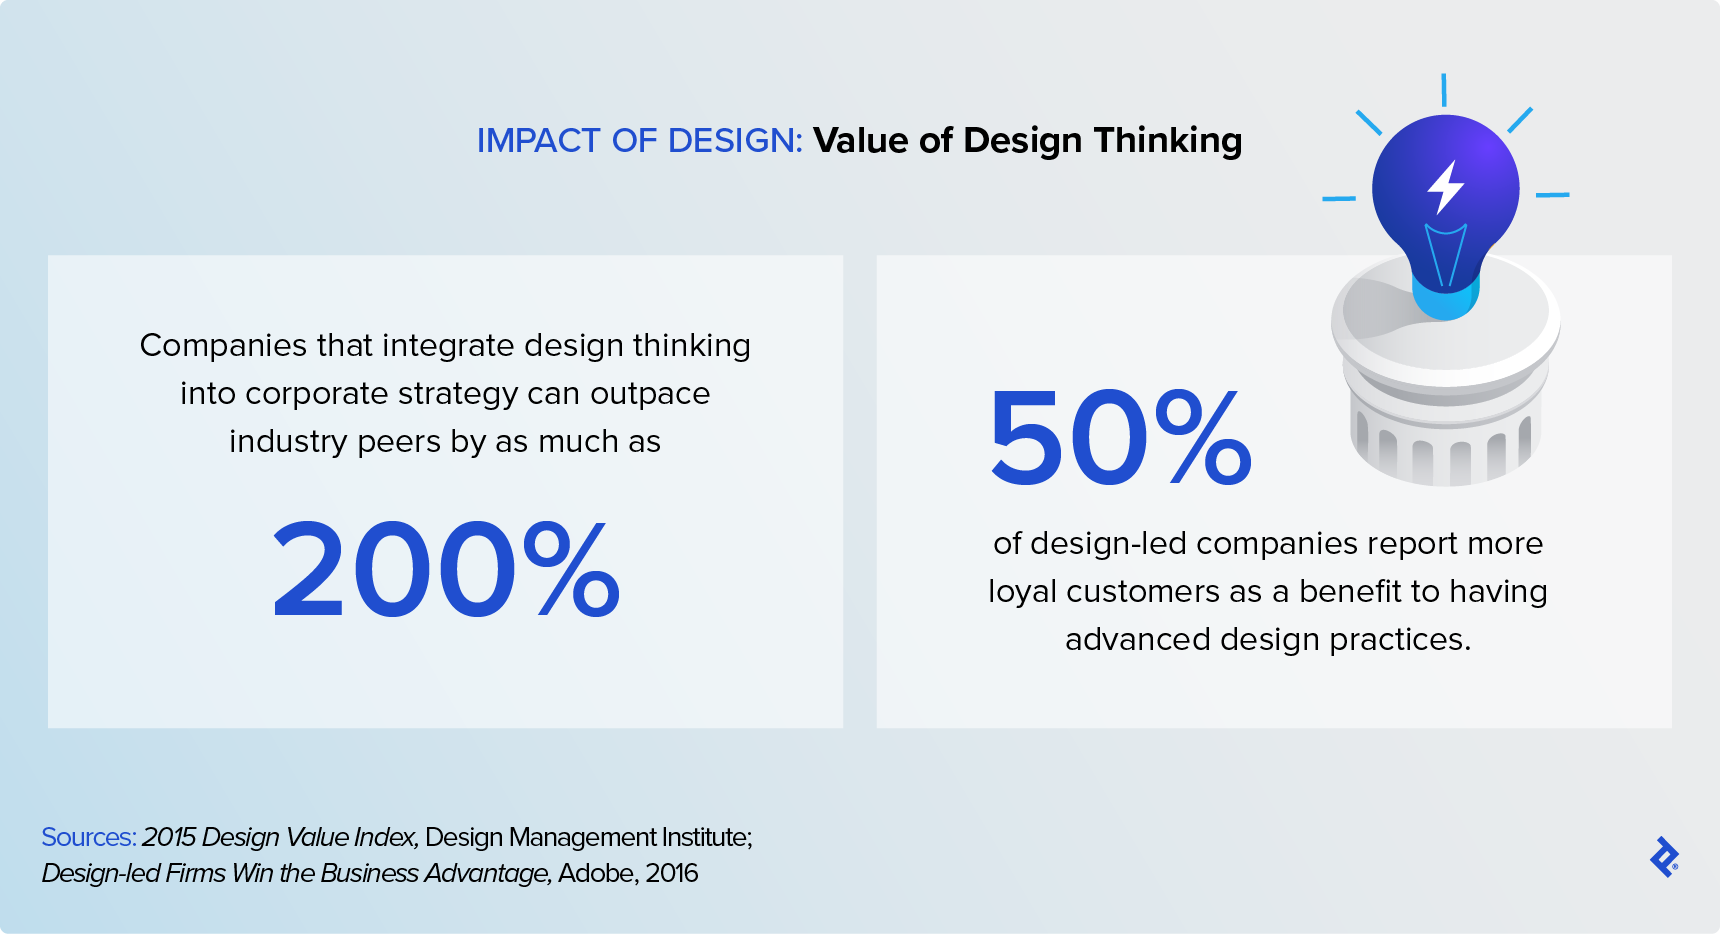 IMPACT OF DESIGN: Value of Design Thinking
Companies that integrate design thinking
into corporate strategy can outpace
industry peers by as much as
200%
50%
of design-led companies report more
loyal customers as a benefit to having
advanced design practices.
Sources: 2015 Design Value Index, Design Management Institute;
Design-led Firms Win the Business Advantage, Adobe, 2016
®